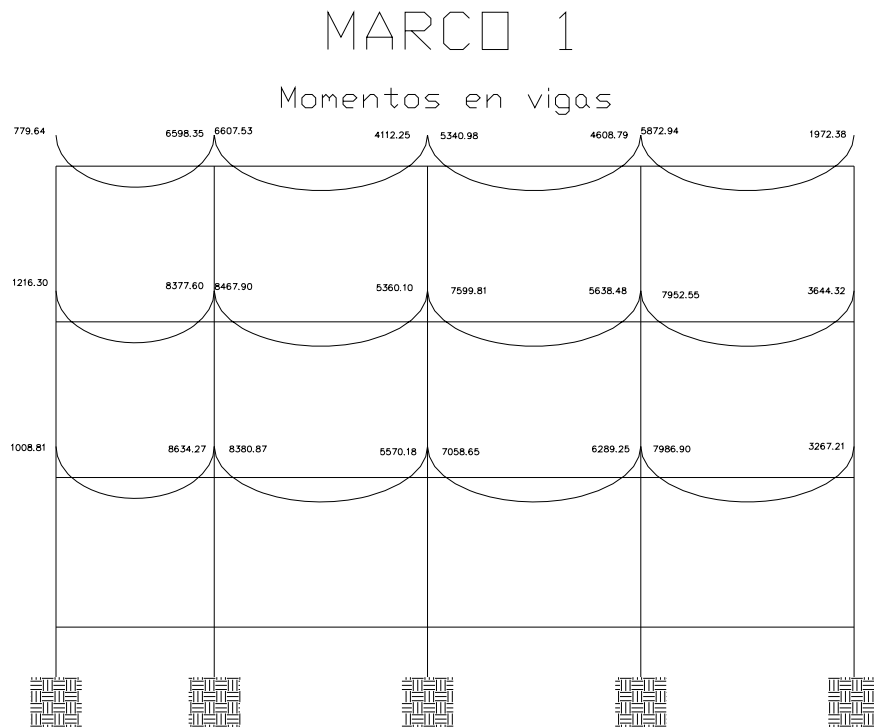 MARCO 1
Momentos en vigas
779.64 6598.35 6607.53 4112.25 5340.98 4608.79 5872.94 1972.38
1216.30 8377.60 8467.90 5360.10 7599.81 5638.48 7952.55 3644.32
1008.81 8634.27 8380.87 5570.18 7058.65 6289.25 7986.90 3267.21